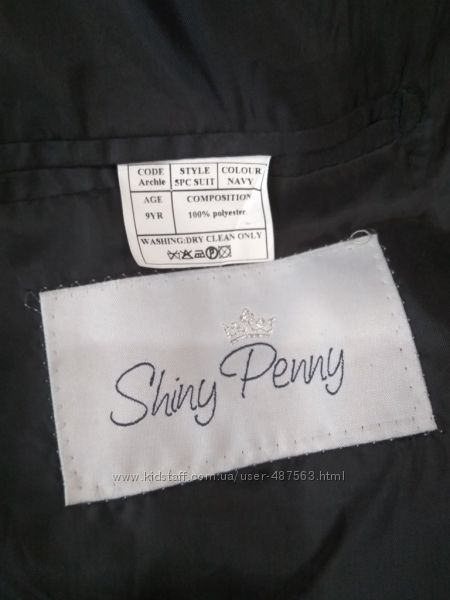 CODE STYLE COLOUR
Archie 5PC SUIT NAVY
AGE COMPOSITION
9YR 100% polyester
WASHING:DRY CLEAN ONLY
Shiny Penny
www.kidstaff.com.ua/user-487563.html